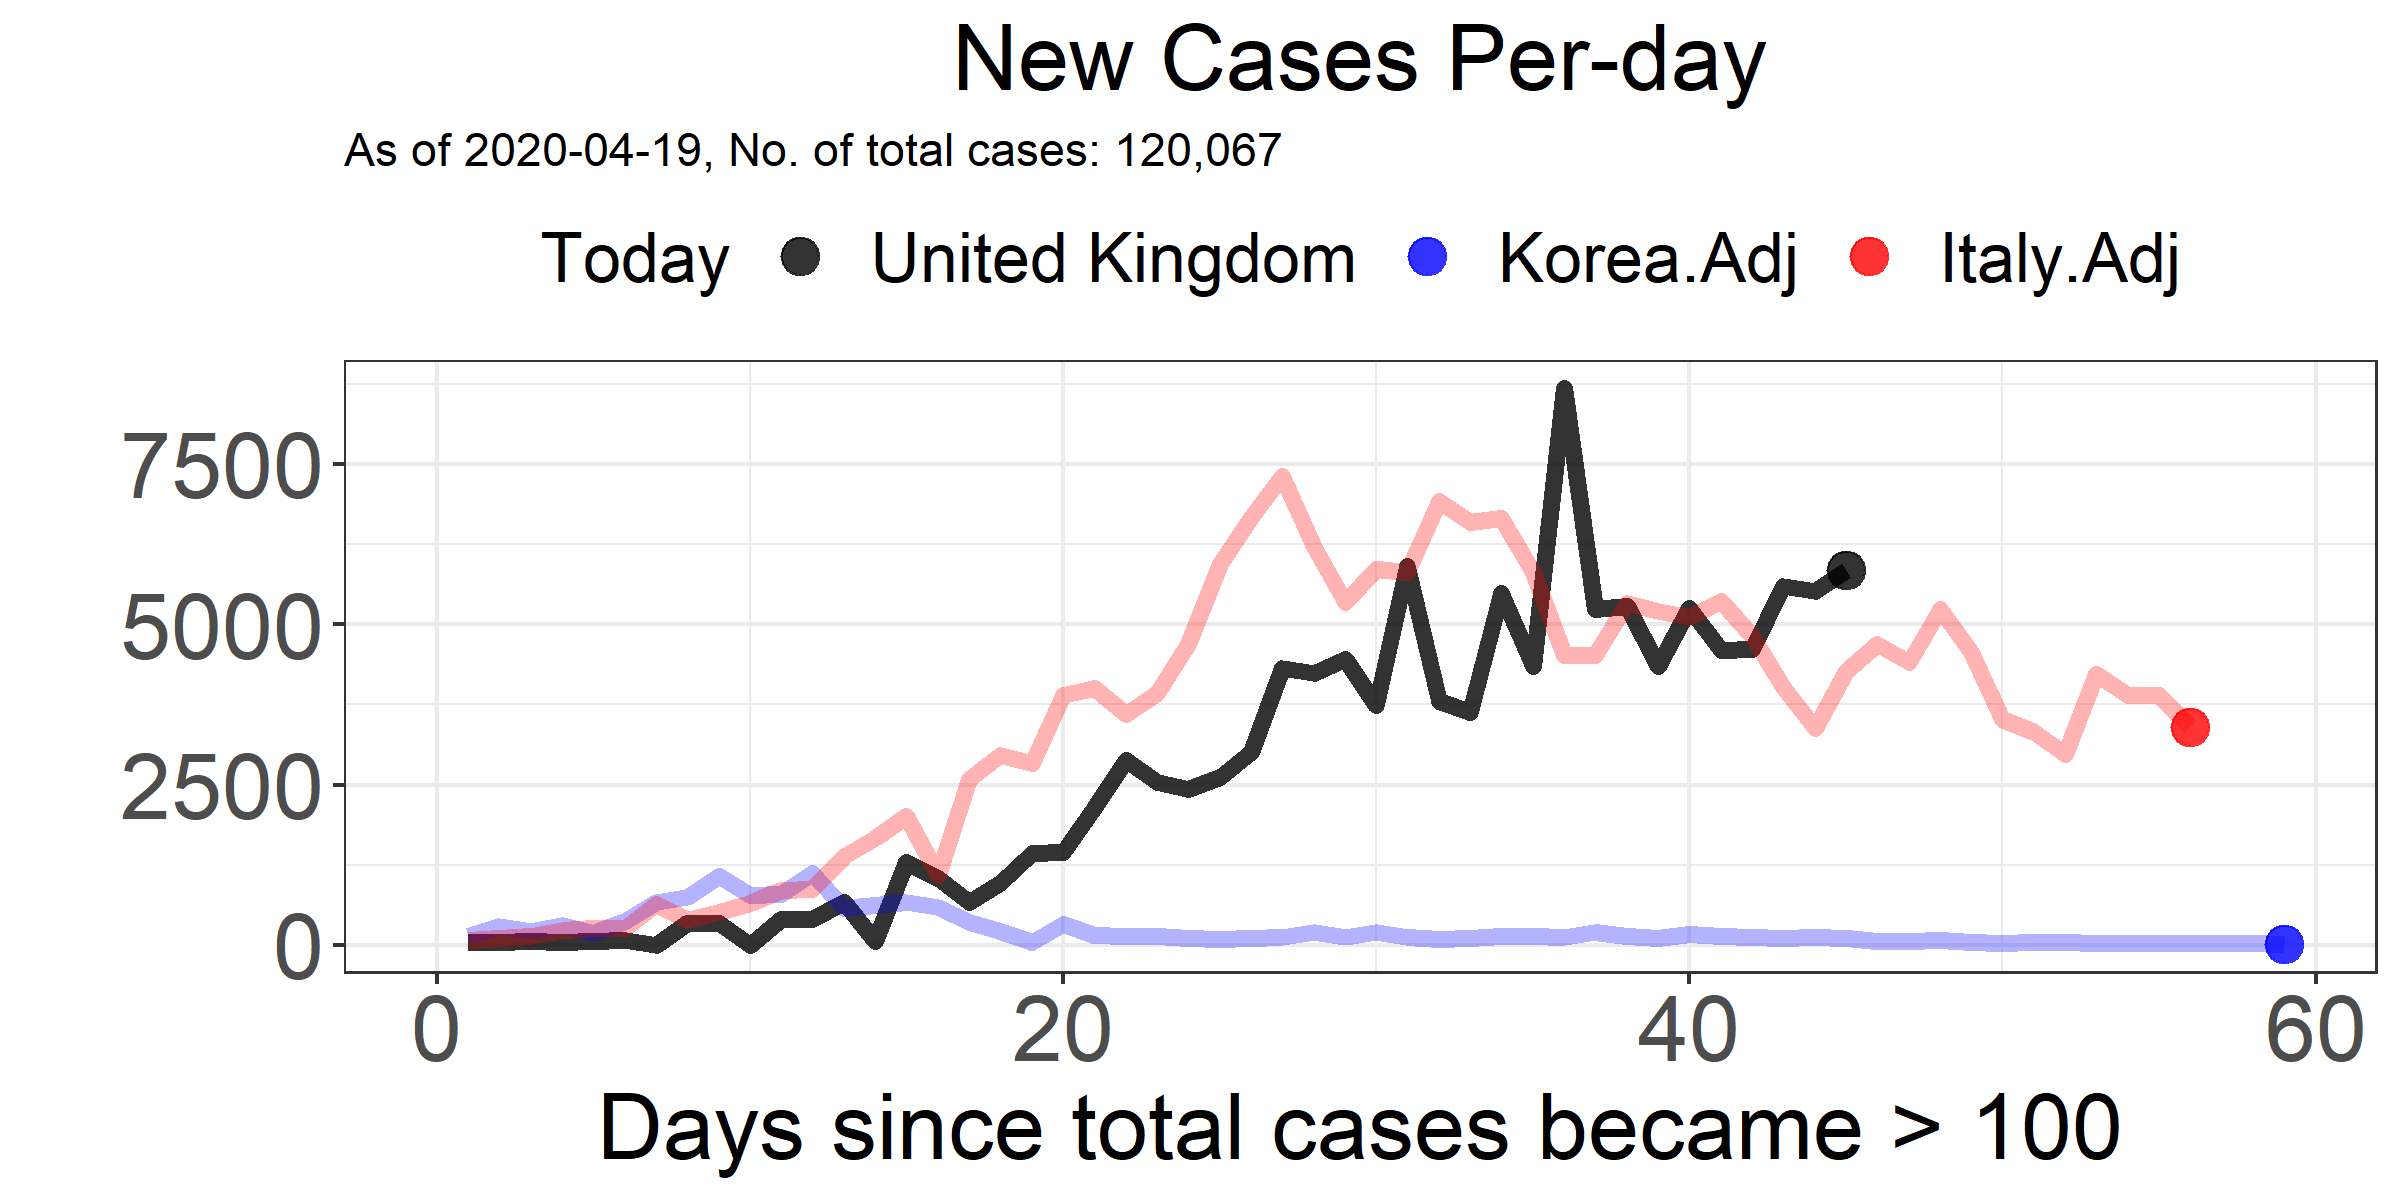 New Cases Per-day
As of 2020-04-19, No. of total cases: 120,067
Today United Kingdom Korea.Adj Italy.Adj
7500
5000
2500
0
0 20 40 60
Days since total cases became > 100